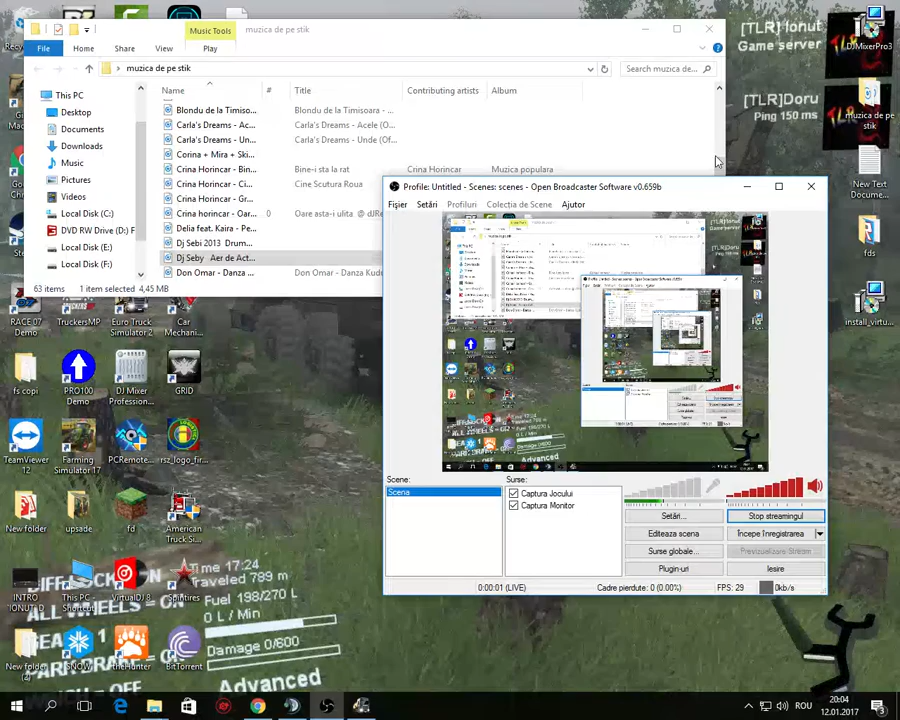 Music Tools
muzica de pe stik
File
Home
Share
View
Play
muzica de pe stik
Search muzica de...
This PC
Desktop
Documents
Downloads
Music
Pictures
Videos
Local Disk (C:)
DVD RW Drive (D:) F
Local Disk (E:)
Local Disk (F:)
Name
#
Title
Contributing artists
Album
Blondu de la Timiso...
Blondu de la Timisoara - ...
Carla's Dreams - Ac...
Carla's Dreams - Acele (O...
Carla's Dreams - Un...
Carla's Dreams - Unde (Of...
Corina + Mira + Ski...
Crina Horincar - Bin...
Bine-i sta la rat
Crina Horincar
Muzica populara
Crina Horincar - Ci...
Cine Scutura Roua
Crina Horincar - Gr...
Crina horincar - Oar...
0
Oare asta-i ulita @ dRe
Delia feat. Kaira - Pe...
Dj Sebi 2013 Drum...
Dj Seby Aer de Act...
Don Omar - Danza ...
Don Omar - Danza Kudu
63 items
1 item selected 4,45 MB
[TLR] Ionut
Game server
[TLR]Doru
Ping 150 ms
DJMixerPro3
muzica de pe stik
New Text Documen...
fds
install_virtu...
Profile: Untitled - Scenes: scenes - Open Broadcaster Software v0.659b
Fișier
Setări
Profiluri
Colecția de Scene
Ajutor
Scene:
Scena
Surse:
Captura Jocului
Captura Monitor
Setări...
Stop streamingul
Editeaza scena
Începe Înregistrarea
Surse globale...
Previzualizare Stream
Plugin-uri
Iesire
0:00:01 (LIVE)
Cadre pierdute: 0 (0.00%)
FPS: 29
0kb/s
RACE 07 Demo
TruckersMP
Euro Truck Simulator 2
Car Mechani...
fs copi
PRO100 Demo
DJ Mixer Profession...
GRID
TeamViewer 12
Farming Simulator 17
PCRemote...
rsz_logo_fir...
New folder
upsade
fd
American Truck Si...
INTRO IONUT_D
This PC - Shortcut
VirtualDJ 8
Spintires
New folder (2)
SNOW
theHunter
BitTorrent
Time 17:24
Traveled 789 m
Fuel 198/270 L
0 L / Min
Damage 0/600
Advanced
ROU
20:04
12.01.2017
3